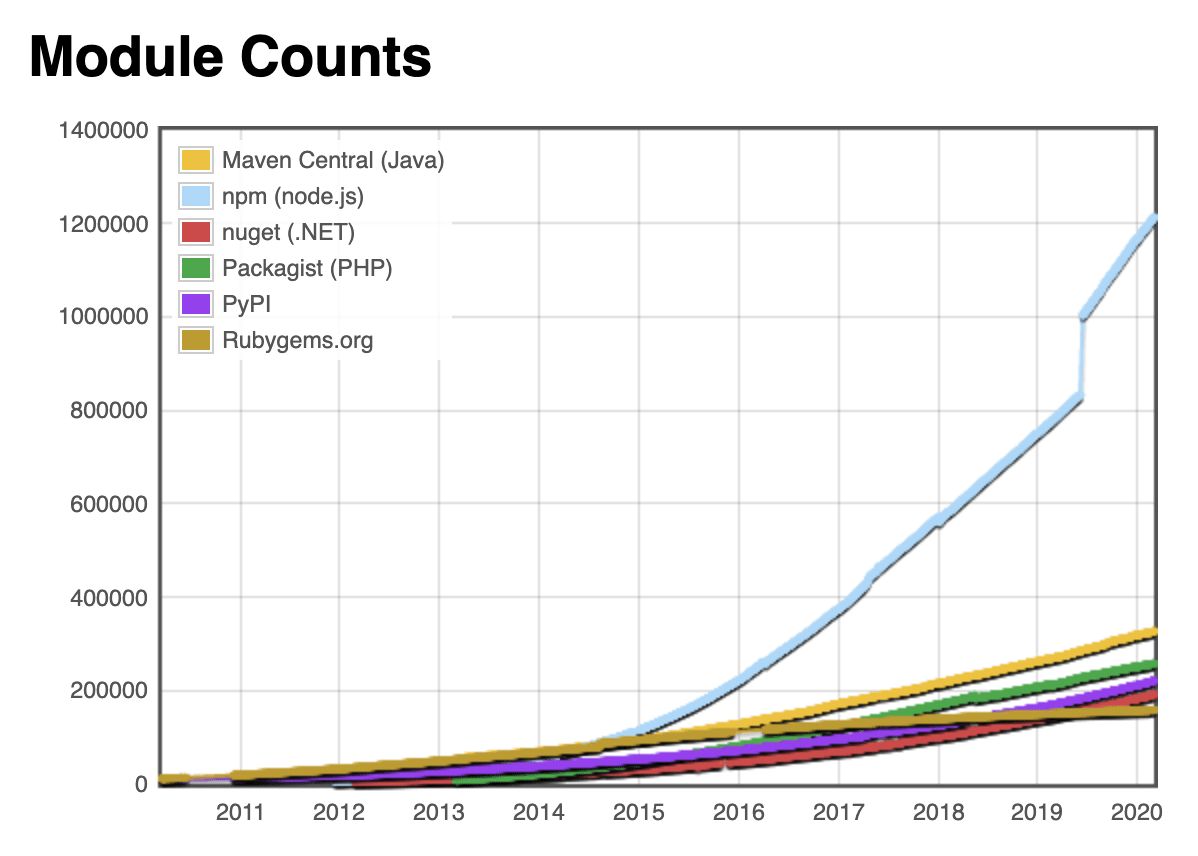 Module Counts
1400000
1200000
1000000
800000
600000
400000
200000
0
Maven Central (Java)
npm (node.js)
nuget (.NET)
Packagist (PHP)
PyPI
Rubygems.org
2011 2012 2013 2014 2015 2016 2017 2018 2019 2020